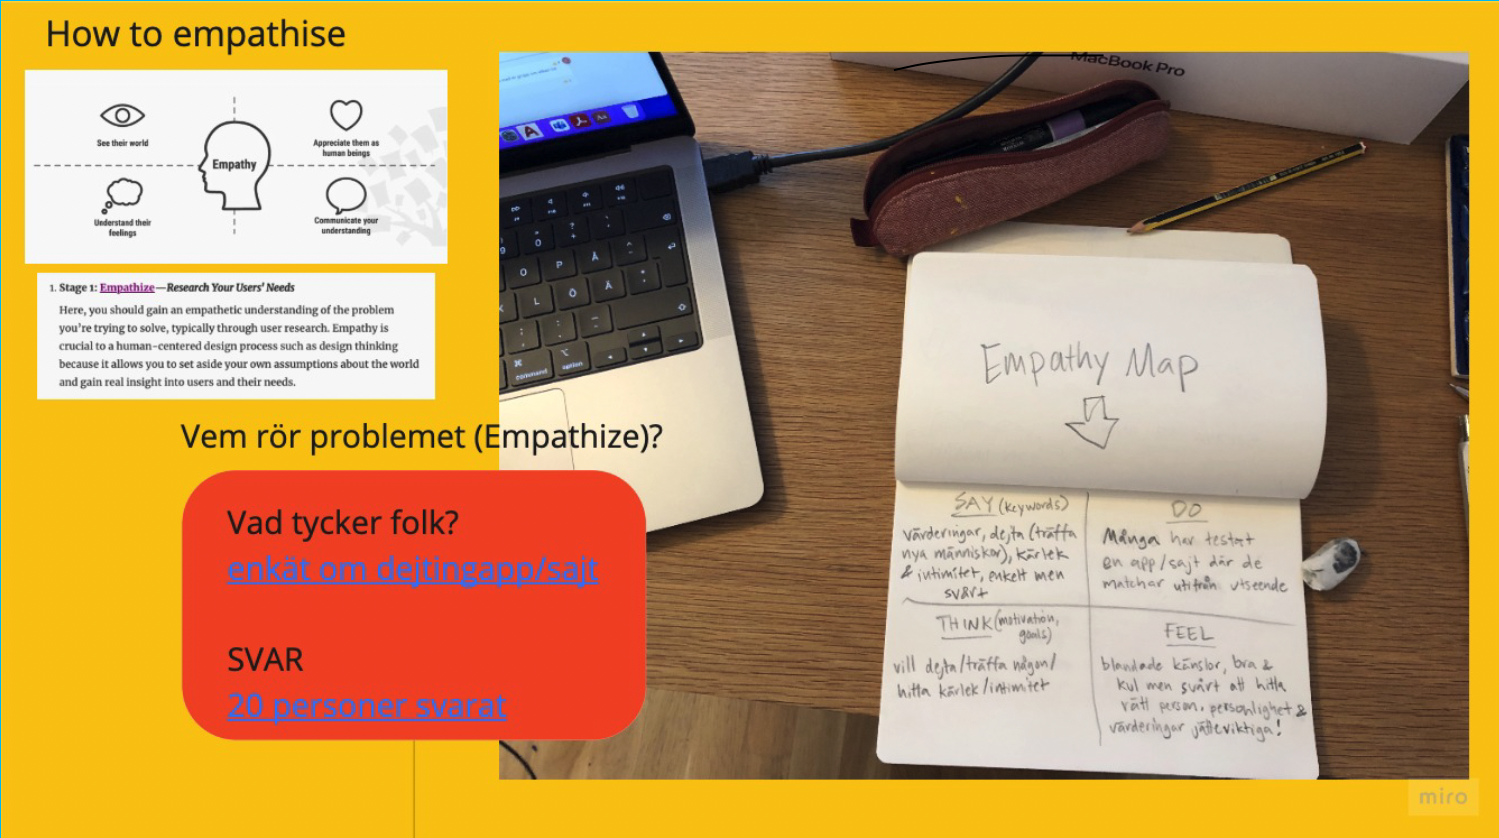 How to empathise
See their world
Appreciate them as
human beings
Empathy
Understand their
feelings
Communicate your
understanding
1. Stage 1: Empathize—Research Your Users' Needs
Here, you should gain an empathetic understanding of the problem
you're trying to solve, typically through user research. Empathy is
crucial to a human-centered design process such as design thinking
because it allows you to set aside your own assumptions about the world
and gain real insight into users and their needs.
Vem rör problemet (Empathize)?
Vad tycker folk?
enkät om dejtingapp/sajt
SVAR
20 personer svarat
MacBook Pro
O P Å
L Ö Ä
command option
Empathy Map
SAY (keywords)
värderingar, dejta (träffa
nya människor), kärlek
& intimitet, enkelt men
svårt
DO
Många har testat
en app/sajt där de
matchar utifrån utseende
THINK (motivation,
goals)
vill dejta/träffa någon/
hitta kärlek/intimitet
FEEL
blandade känslor, bra &
kul men svårt att hitta
rätt person, personlighet &
värderingar jätteviktiga!
miro